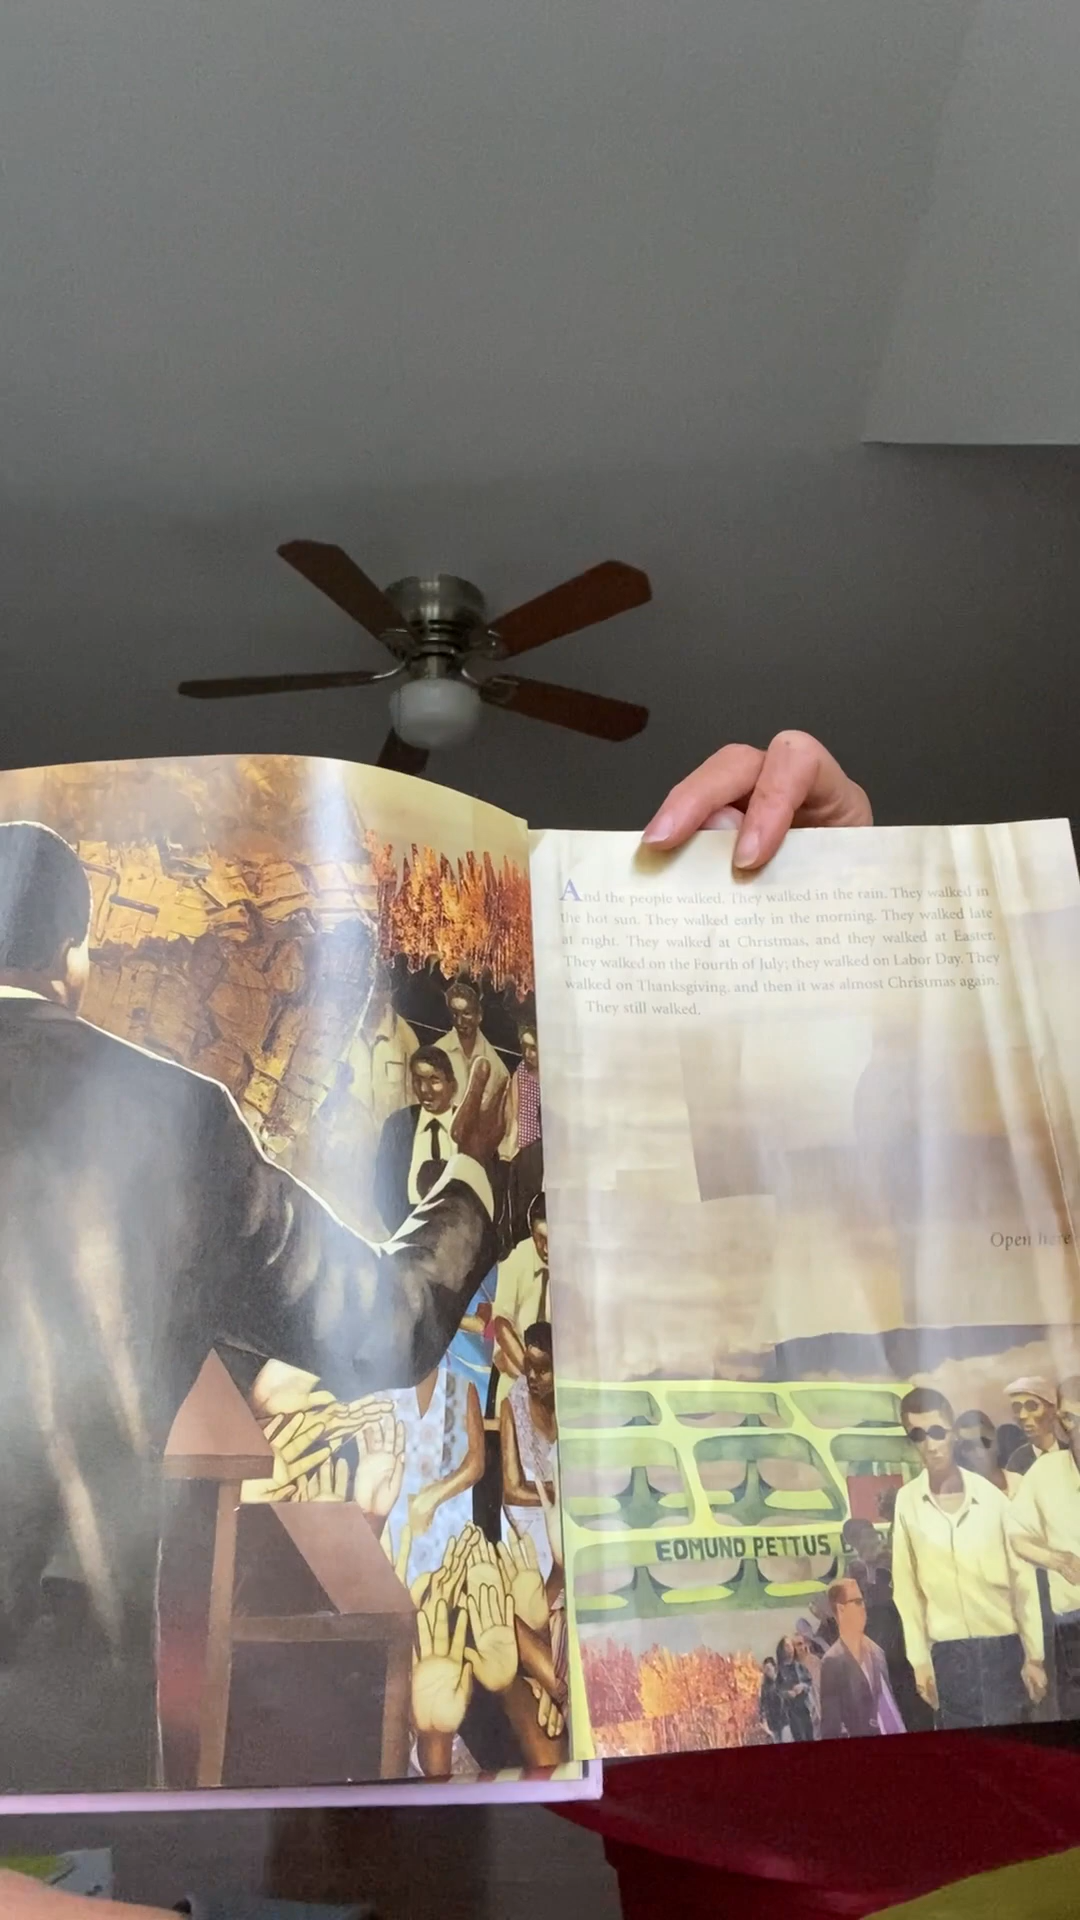 And the people walked. They walked in the rain. They walked in
the hot sun. They walked early in the morning. They walked late
at night. They walked at Christmas, and they walked at Easter.
They walked on the Fourth of July; they walked on Labor Day. They
walked on Thanksgiving, and then it was almost Christmas again.
They still walked.
Open here
EDMUND PETTUS